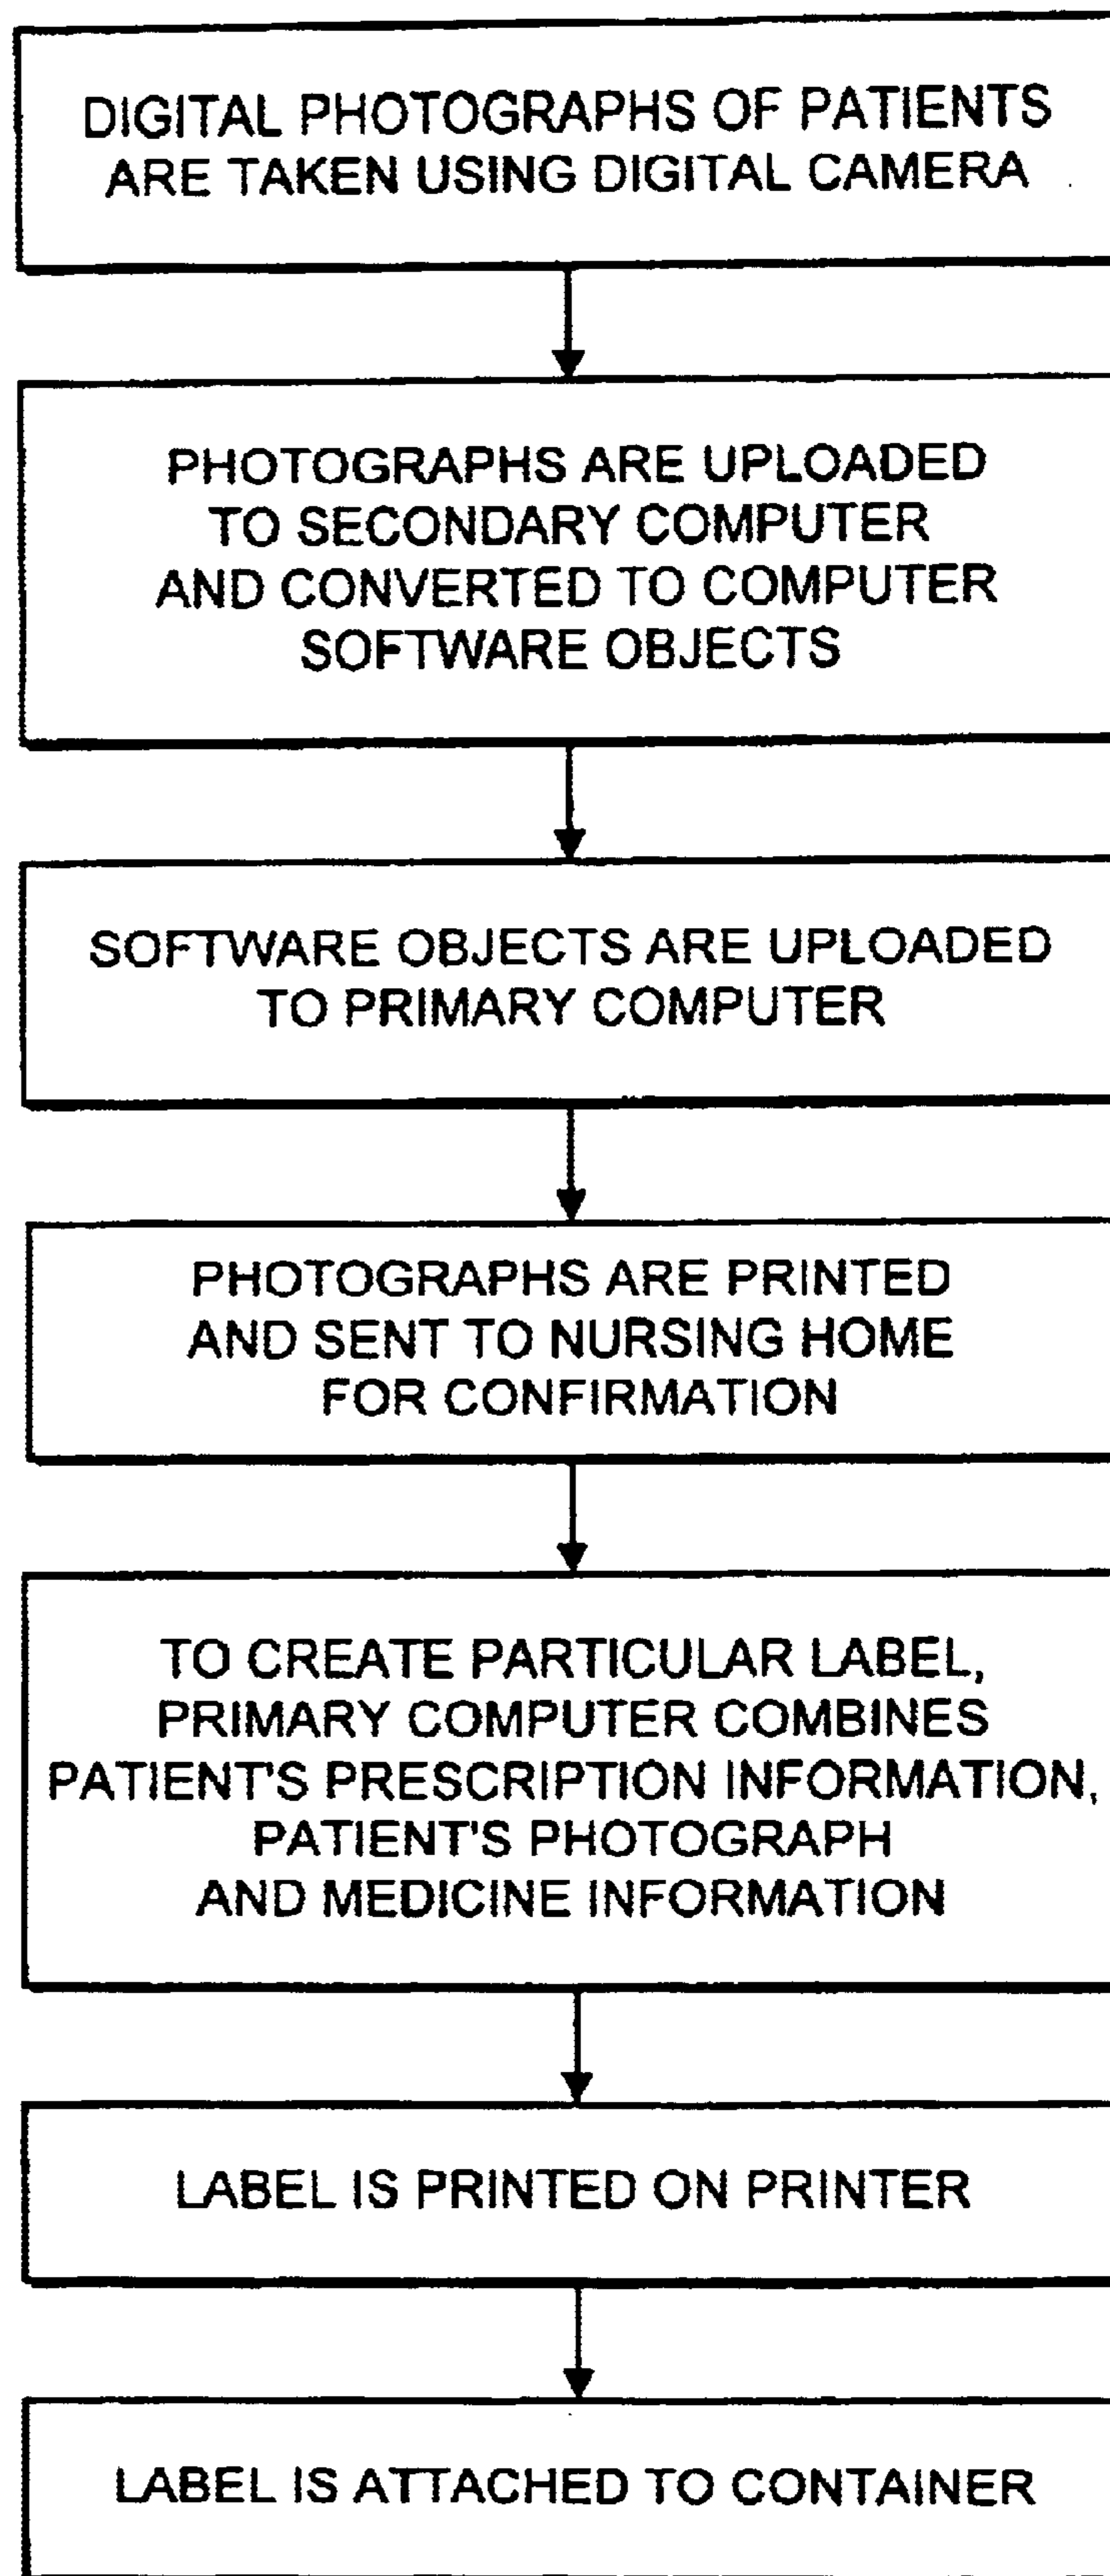 DIGITAL PHOTOGRAPHS OF PATIENTS
ARE TAKEN USING DIGITAL CAMERA
PHOTOGRAPHS ARE UPLOADED
TO SECONDARY COMPUTER
AND CONVERTED TO COMPUTER
SOFTWARE OBJECTS
SOFTWARE OBJECTS ARE UPLOADED
TO PRIMARY COMPUTER
PHOTOGRAPHS ARE PRINTED
AND SENT TO NURSING HOME
FOR CONFIRMATION
TO CREATE PARTICULAR LABEL,
PRIMARY COMPUTER COMBINES
PATIENT'S PRESCRIPTION INFORMATION,
PATIENT'S PHOTOGRAPH
AND MEDICINE INFORMATION
LABEL IS PRINTED ON PRINTER
LABEL IS ATTACHED TO CONTAINER